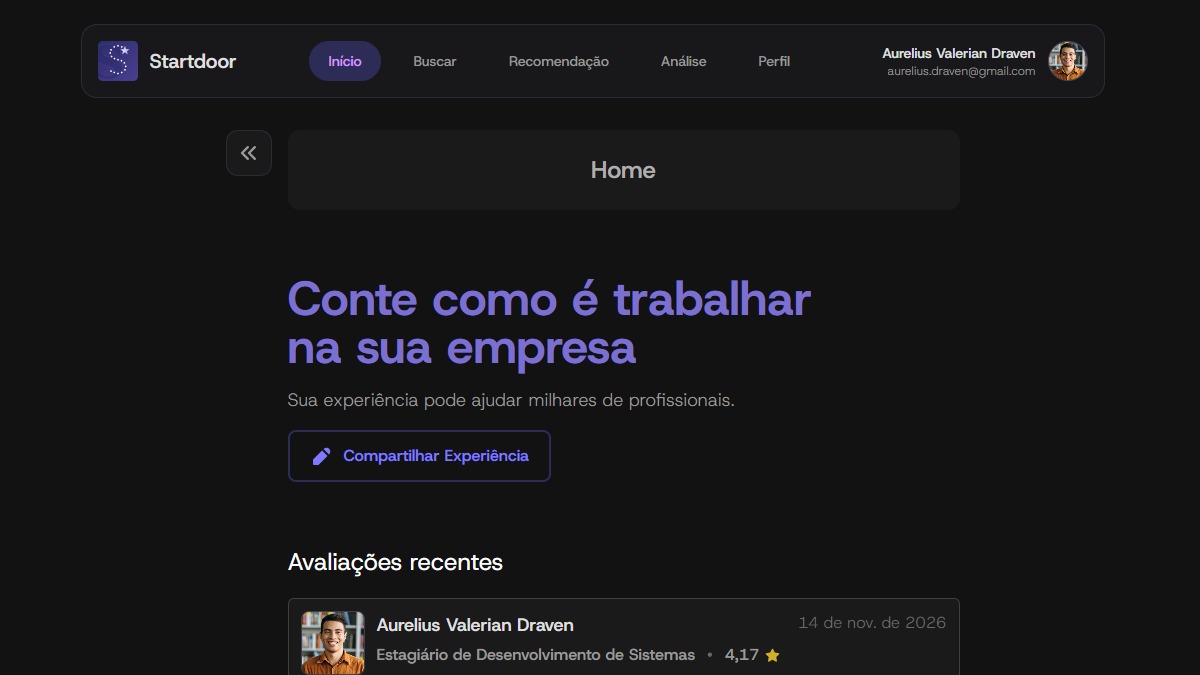 Startdoor
Início
Buscar
Recomendação
Análise
Perfil
Aurelius Valerian Draven
aurelius.draven@gmail.com
Home
Conte como é trabalhar
na sua empresa
Sua experiência pode ajudar milhares de profissionais.
Compartilhar Experiência
Avaliações recentes
Aurelius Valerian Draven
14 de nov. de 2026
Estagiário de Desenvolvimento de Sistemas • 4,17